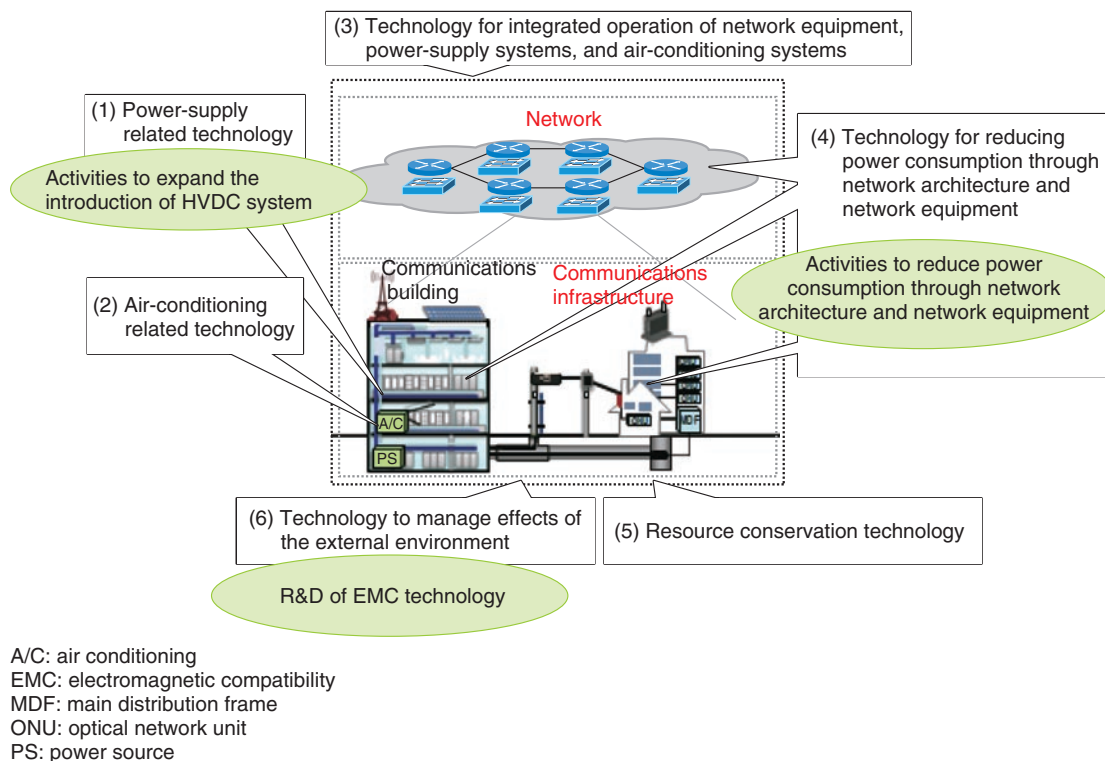 (3) Technology for integrated operation of network equipment,
power-supply systems, and air-conditioning systems
(1) Power-supply
related technology
Activities to expand the
introduction of HVDC system
Network
(4) Technology for reducing
power consumption through
network architecture and
network equipment
Activities to reduce power
consumption through network
architecture and network equipment
(2) Air-conditioning
related technology
Communications
building
Communications
infrastructure
A/C
PS
ONU
MDF
(6) Technology to manage effects of
the external environment
R&D of EMC technology
(5) Resource conservation technology
A/C: air conditioning
EMC: electromagnetic compatibility
MDF: main distribution frame
ONU: optical network unit
PS: power source